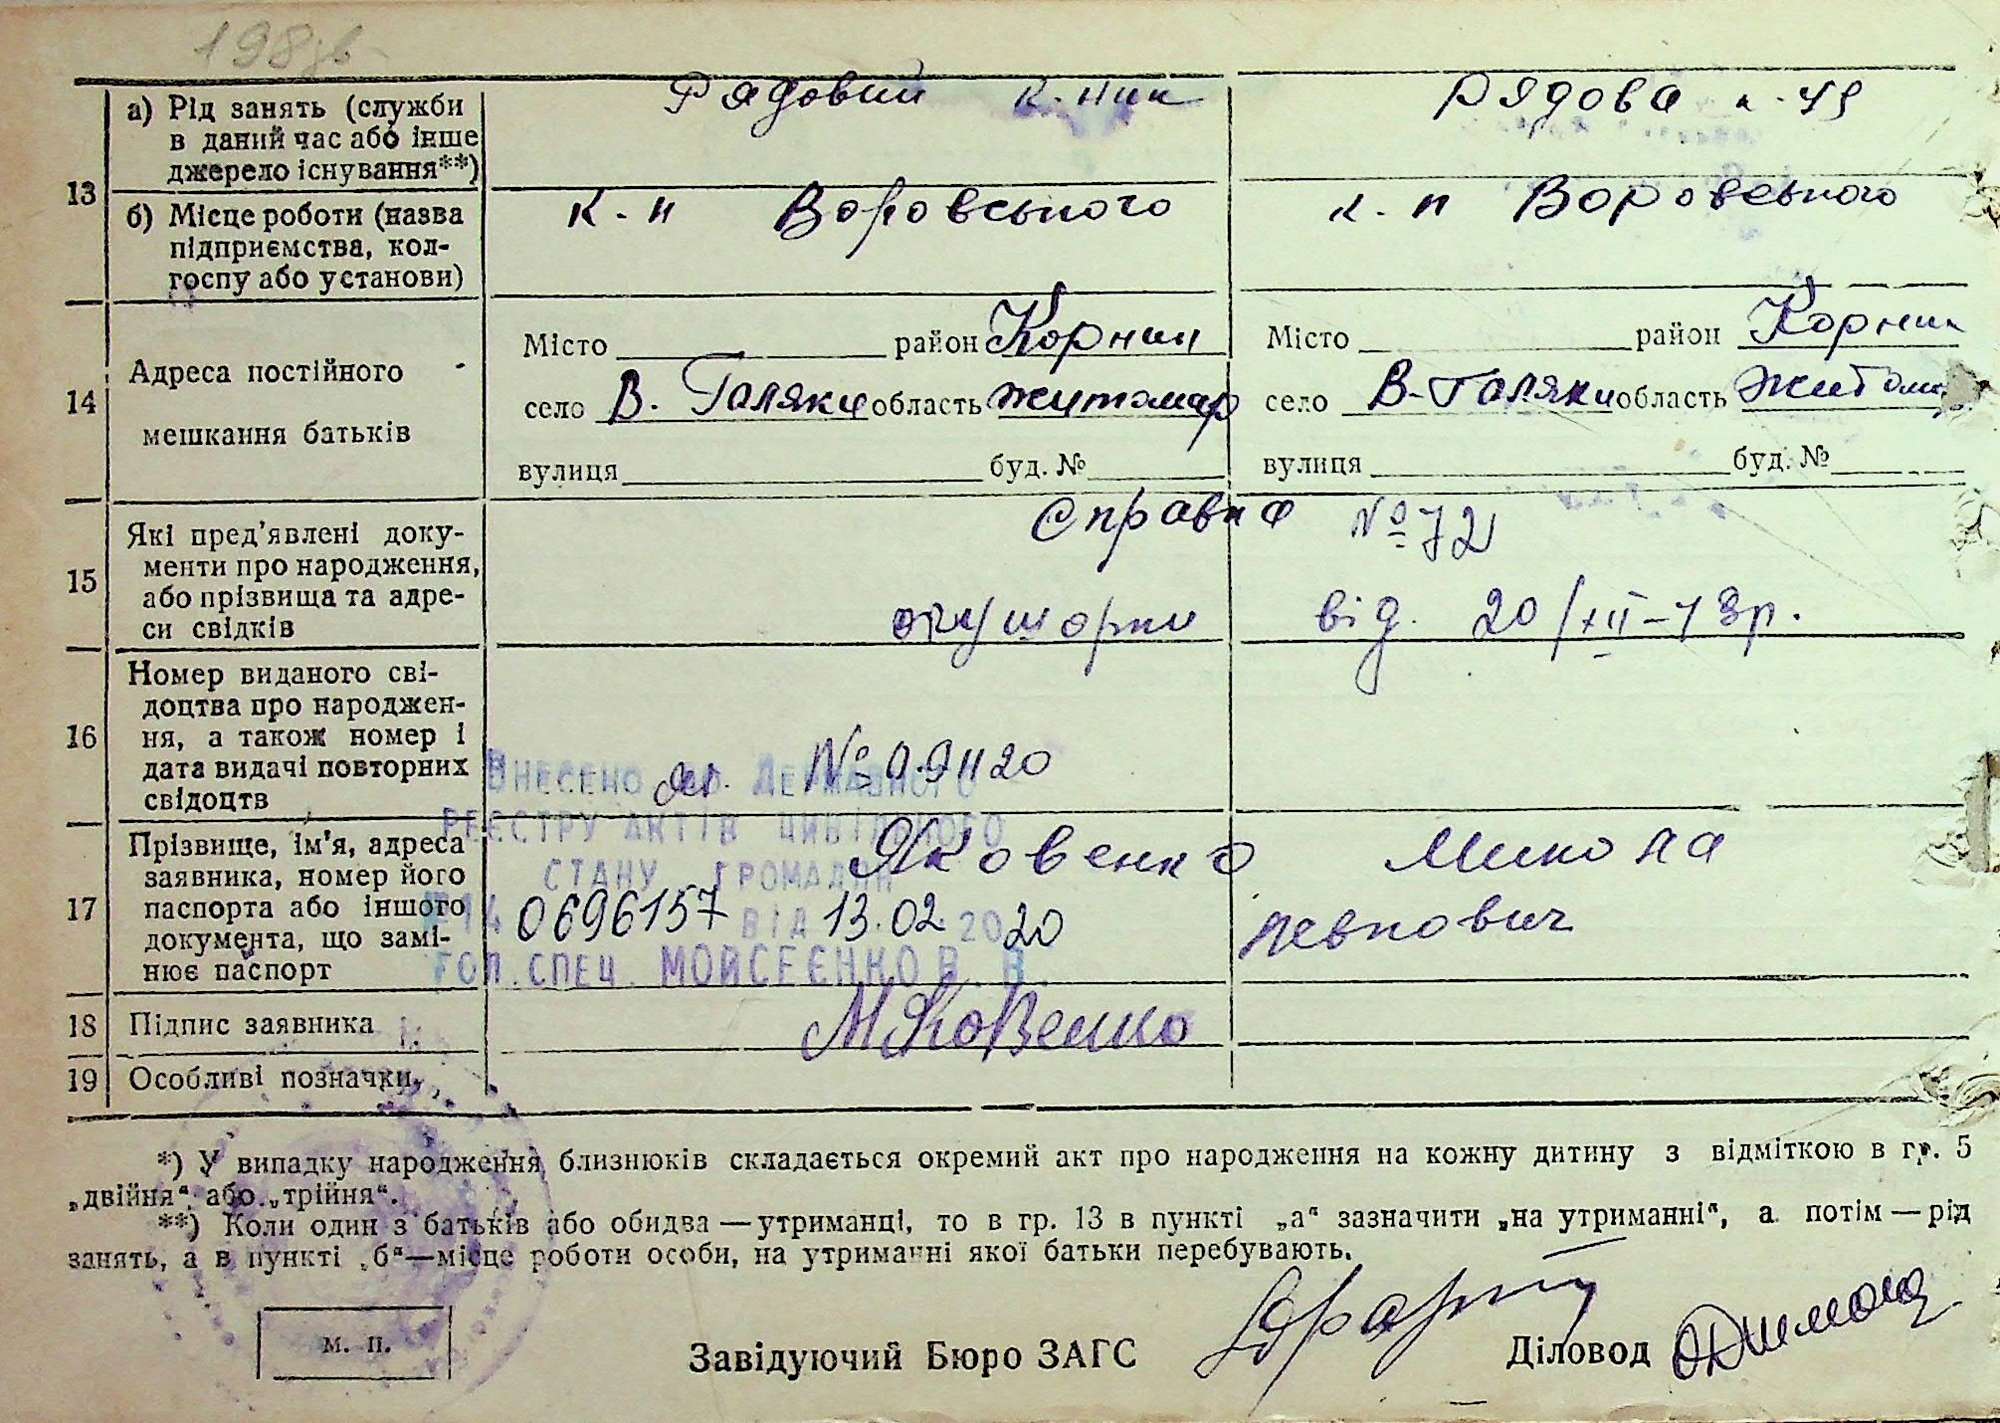 198 зв
13
а) Рід занять (служби в даний час або інше джерело існування**)
Рядовий к-ник
Рядова к-ця
б) Місце роботи (назва підприємства, колгоспу або установи)
к-п Воровського
к-п Воровського
14
Адреса постійного мешкання батьків
Місто район Корнин
село В. Галяки область Житомир
вулиця буд. №
Місто район Корнин
село В-Галяки область Житомир
вулиця буд. №
15
Які пред’явлені документи про народження, або прізвища та адреси свідків
Справка №72
акушорки від. 20/XII-
16
Номер виданого свідоцтва про народження, а також номер і дата видачі повторних свідоцтв
№
Внесено до Державного
реєстру актів цивільного
стану громадян
0696157 від 13.02 2020
гол. спец. Мойсеєнко В. В.
17
Прізвище, ім'я, адреса заявника, номер його паспорта або іншого документа, що замінює паспорт
Яковенко Микола
Левкович
18
Підпис заявника
МЯковенко
19
Особливі позначки
*) У випадку народження близнюків складається окремий акт про народження на кожну дитину з відміткою в гр. 5
„двійня“ або „трійня“.
**) Коли один з батьків або обидва — утриманці, то в гр. 13 в пункті „а“ зазначити „на утриманні“, а потім — рід
занять, а в пункті „б“ — місце роботи особи, на утриманні якої батьки перебувають.
м. п.
Завідуючий Бюро ЗАГС
Діловод